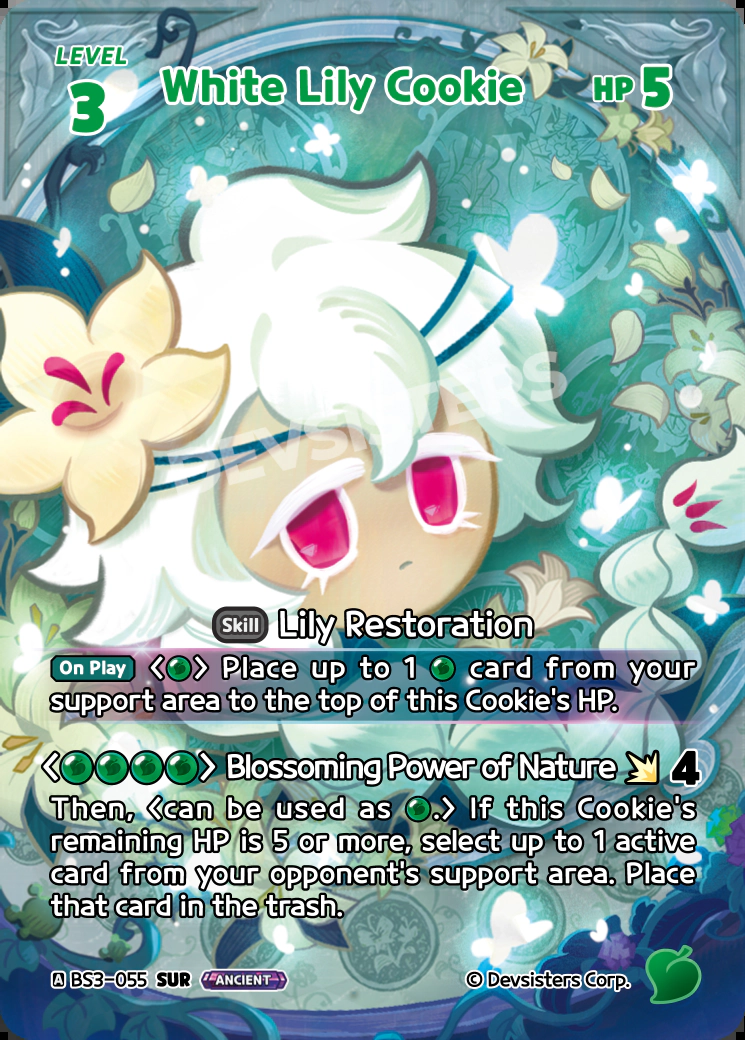 LEVEL
3
White Lily Cookie
HP 5
DEVSISTERS
Skill Lily Restoration
On Play < > Place up to 1 card from your
support area to the top of this Cookie's HP.
< > Blossoming Power of Nature 4
Then, <can be used as .> If this Cookie's
remaining HP is 5 or more, select up to 1 active
card from your opponent's support area. Place
that card in the trash.
A BS3-055 SUR ANCIENT
© Devsisters Corp.